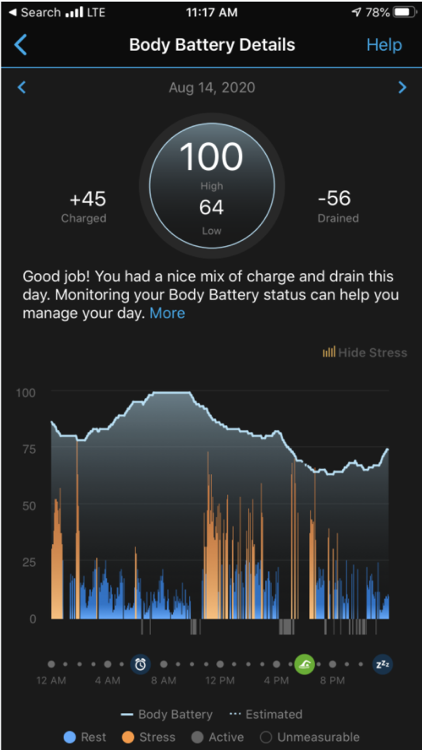 Search LTE 11:17 AM 78%
Body Battery Details Help
Aug 14, 2020
100
High
64
Low
+45
Charged
-56
Drained
Good job! You had a nice mix of charge and drain this
day. Monitoring your Body Battery status can help you
manage your day. More
Hide Stress
100
75
50
25
0
zzz
12 AM 4 AM 8 AM 12 PM 4 PM 8 PM
Body Battery Estimated
Rest Stress Active Unmeasurable